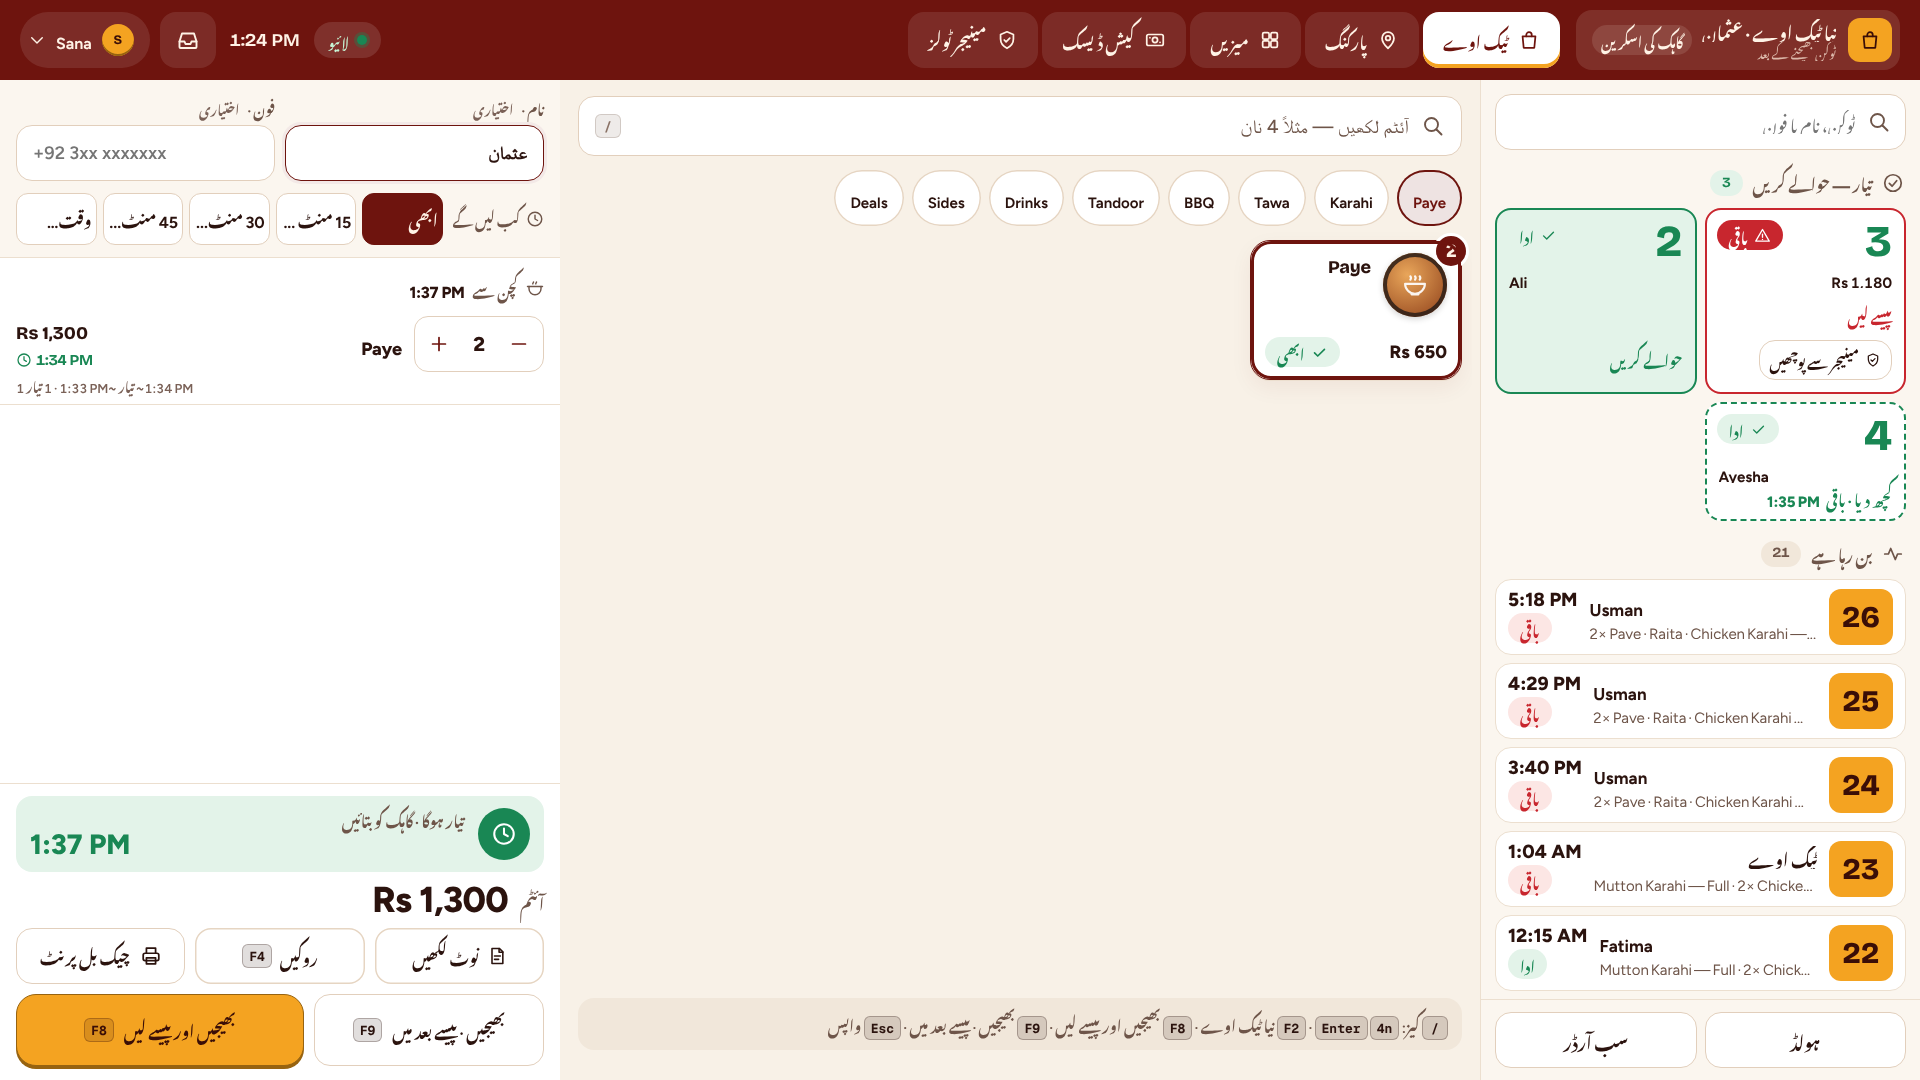 نیا ٹیک اوے · عثمان
ٹوکن بھیجنے کے بعد
گاہک کی اسکرین
ٹیک اوے
پارکنگ
میزیں
کیش ڈیسک
مینیجر ٹولز
لائیو
1:24 PM
S
Sana
ٹوکن، نام یا فون
تیار — حوالے کریں
3
3
باقی
Rs 1,180
پیسے لیں
مینیجر سے پوچھیں
2
ادا
Ali
حوالے کریں
4
ادا
Ayesha
کچھ دیا · باقی 1:35 PM
بن رہا ہے
21
26
Usman
2× Paye · Raita · Chicken Karahi —...
5:18 PM
باقی
25
Usman
2× Paye · Raita · Chicken Karahi ...
4:29 PM
باقی
24
Usman
2× Paye · Raita · Chicken Karahi ...
3:40 PM
باقی
23
ٹیک اوے
Mutton Karahi — Full · 2× Chicke...
1:04 AM
باقی
22
Fatima
Mutton Karahi — Full · 2× Chick...
12:15 AM
ادا
ہولڈ
سب آرڈر
آئٹم لکھیں — مثلاً 4 نان
/
Paye
Karahi
Tawa
BBQ
Tandoor
Drinks
Sides
Deals
2
Paye
Rs 650
ابھی
/ کیز: 4n Enter · F2 نیا ٹیک اوے · F8 بھیجیں اور پیسے لیں · F9 بھیجیں · پیسے بعد میں · Esc واپس
نام · اختیاری
عثمان
فون · اختیاری
+92 3xx xxxxxxx
کب لیں گے
ابھی
15 منٹ ...
30 منٹ...
45 منٹ...
وقت...
کچن سے 1:37 PM
− 2 +
Paye
Rs 1,300
1:34 PM
1 تیار ~1:33 PM · 1 تیار ~1:34 PM
تیار ہوگا · گاہک کو بتائیں
1:37 PM
آئٹم
Rs 1,300
نوٹ لکھیں
روکیں F4
چیک بل پرنٹ
بھیجیں · پیسے بعد میں F9
بھیجیں اور پیسے لیں F8